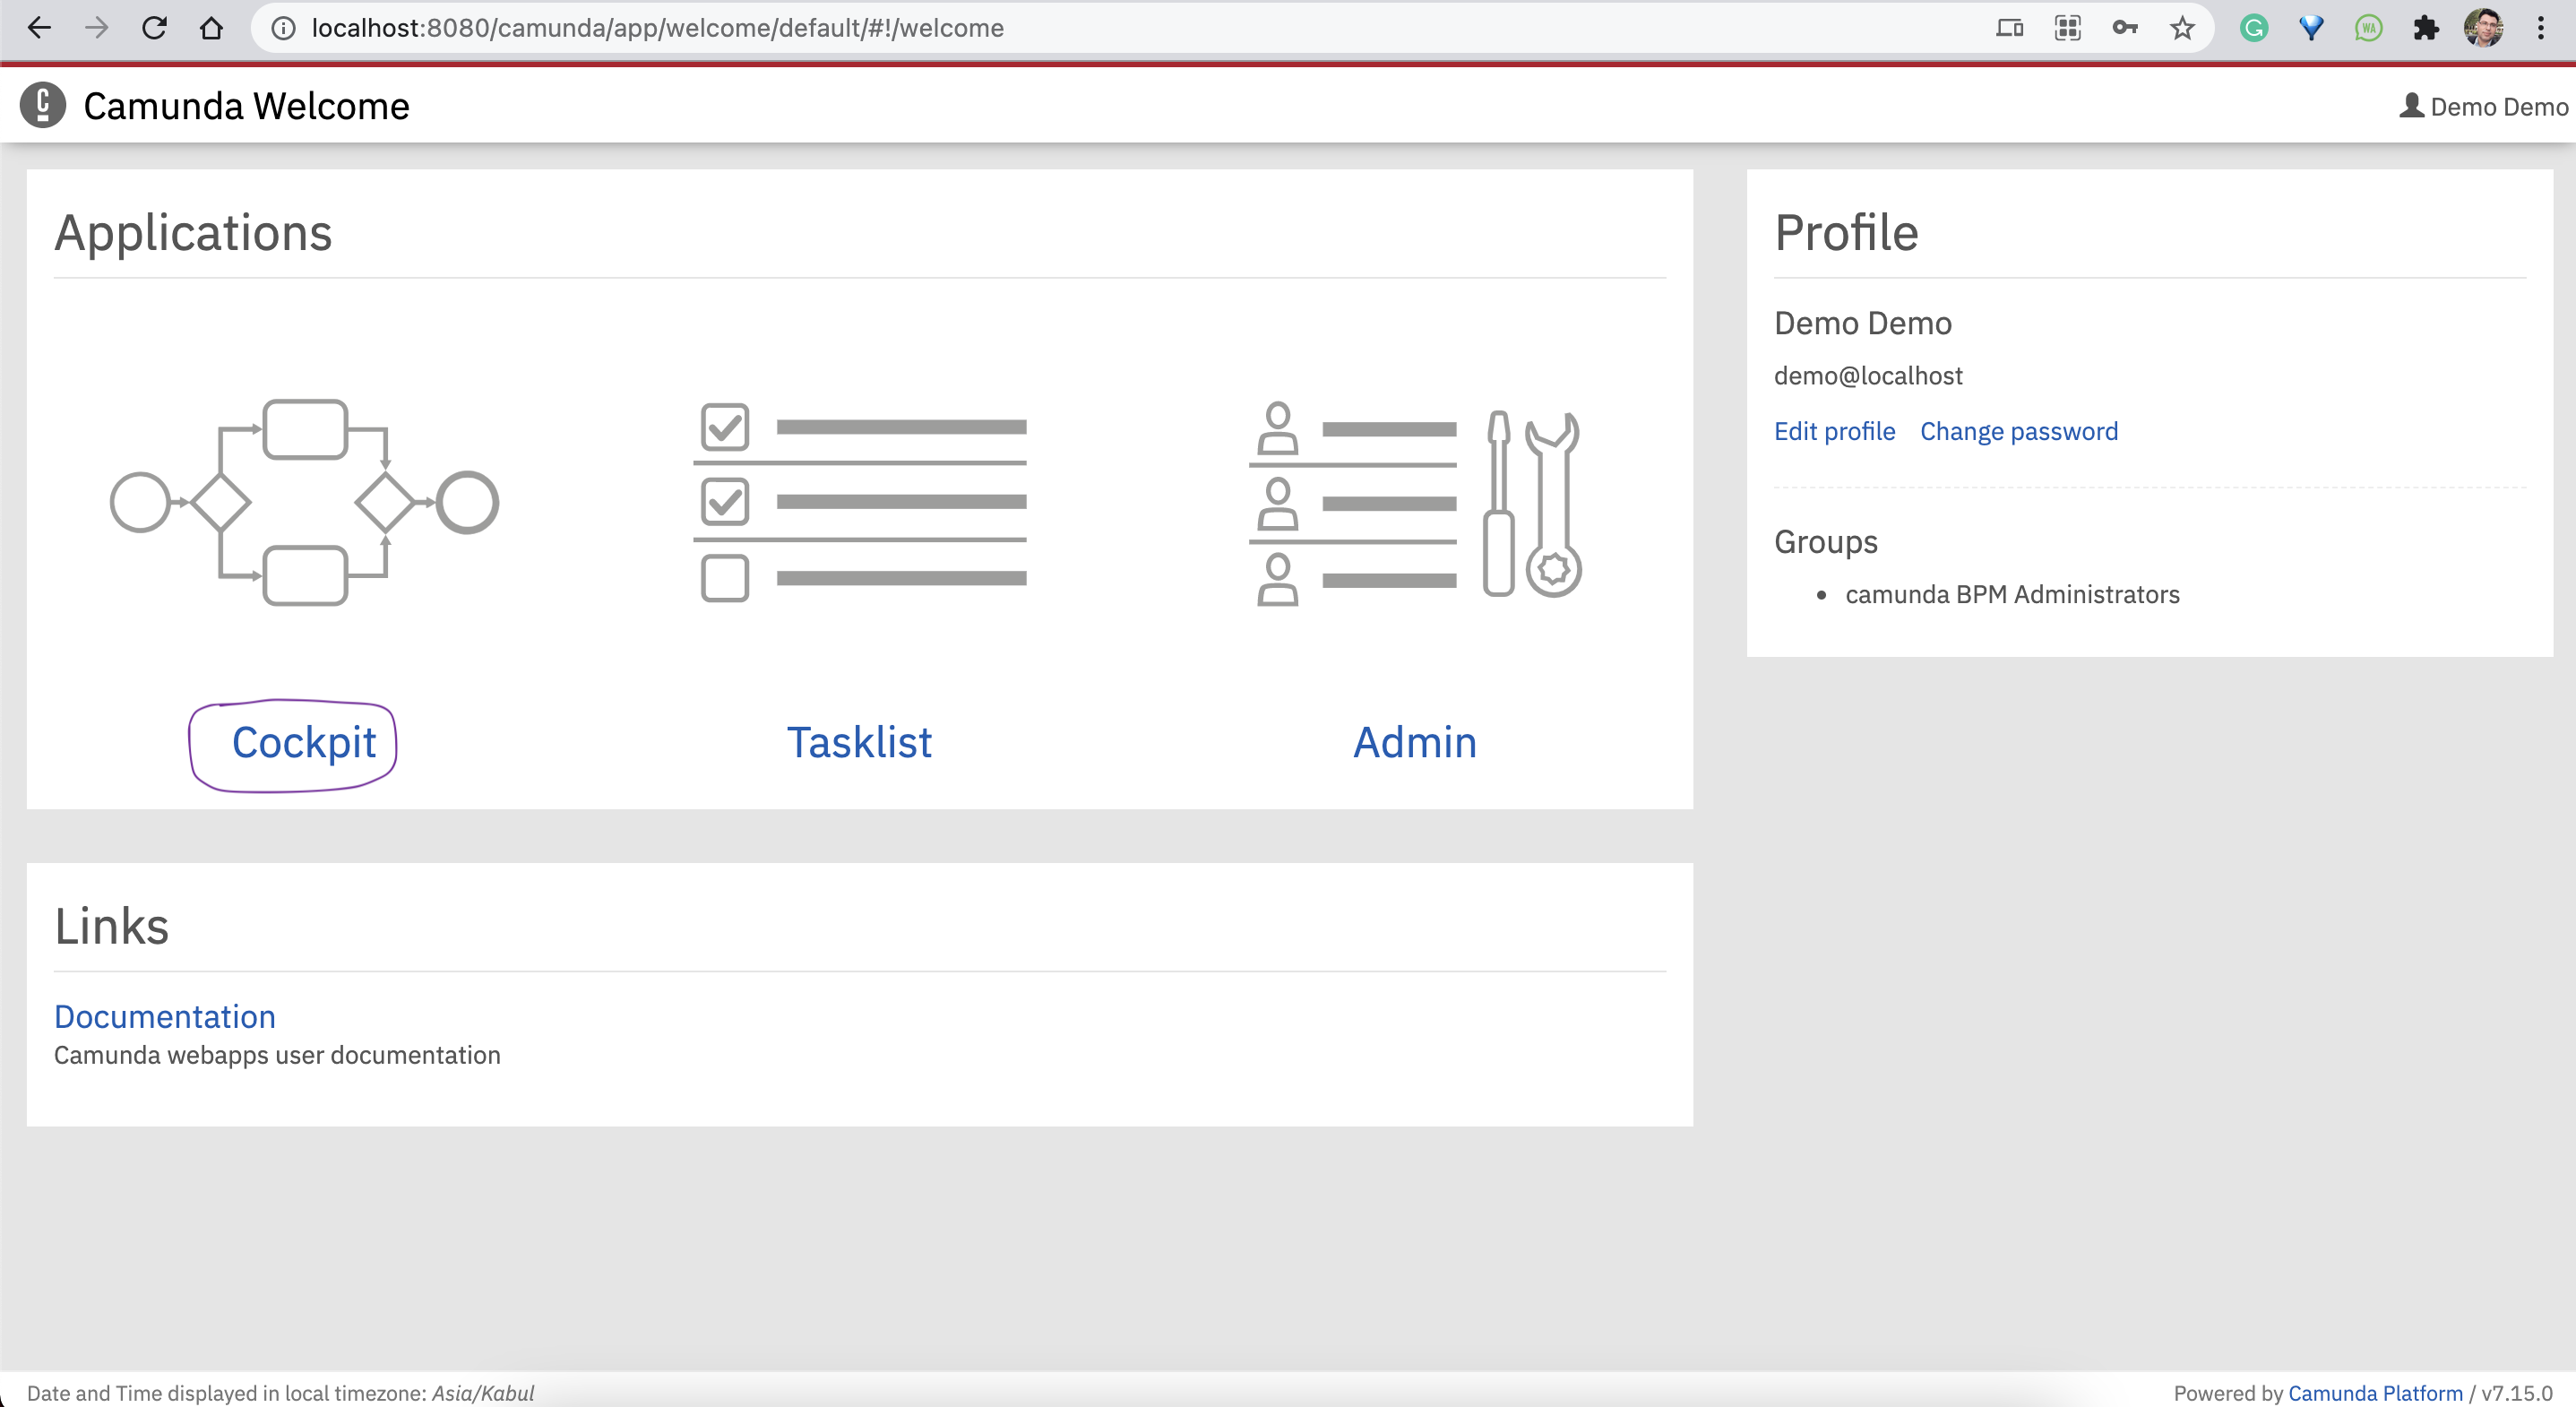 localhost:8080/camunda/app/welcome/default/#!/welcome
Camunda Welcome
Demo Demo
Applications
Cockpit
Tasklist
Admin
Profile
Demo Demo
demo@localhost
Edit profile Change password
Groups
camunda BPM Administrators
Links
Documentation
Camunda webapps user documentation
Date and Time displayed in local timezone: Asia/Kabul
Powered by Camunda Platform / v7.15.0